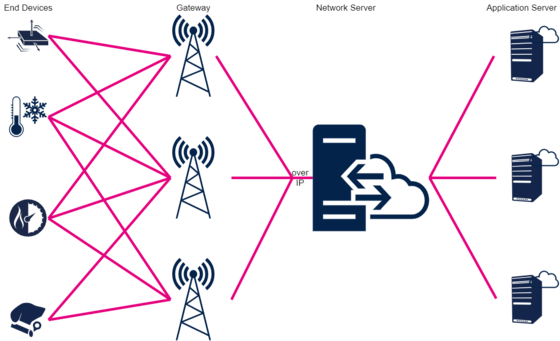 End Devices
Gateway
Network Server
Application Server
over
IP